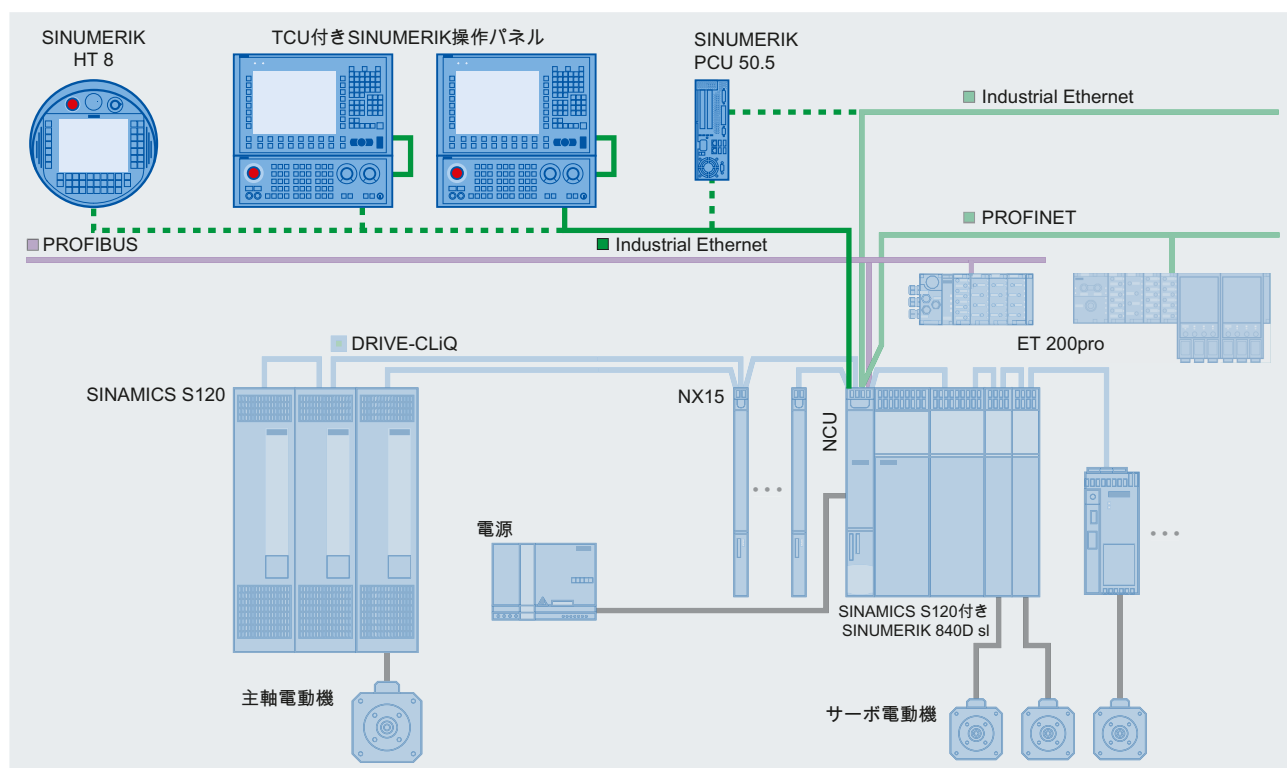 SINUMERIK
HT 8
TCU付きSINUMERIK操作パネル
SINUMERIK
PCU 50.5
Industrial Ethernet
PROFINET
PROFIBUS
Industrial Ethernet
ET 200pro
DRIVE-CLiQ
SINAMICS S120
NX15
NCU
電源
SINAMICS S120付き
SINUMERIK 840D sl
主軸電動機
サーボ電動機